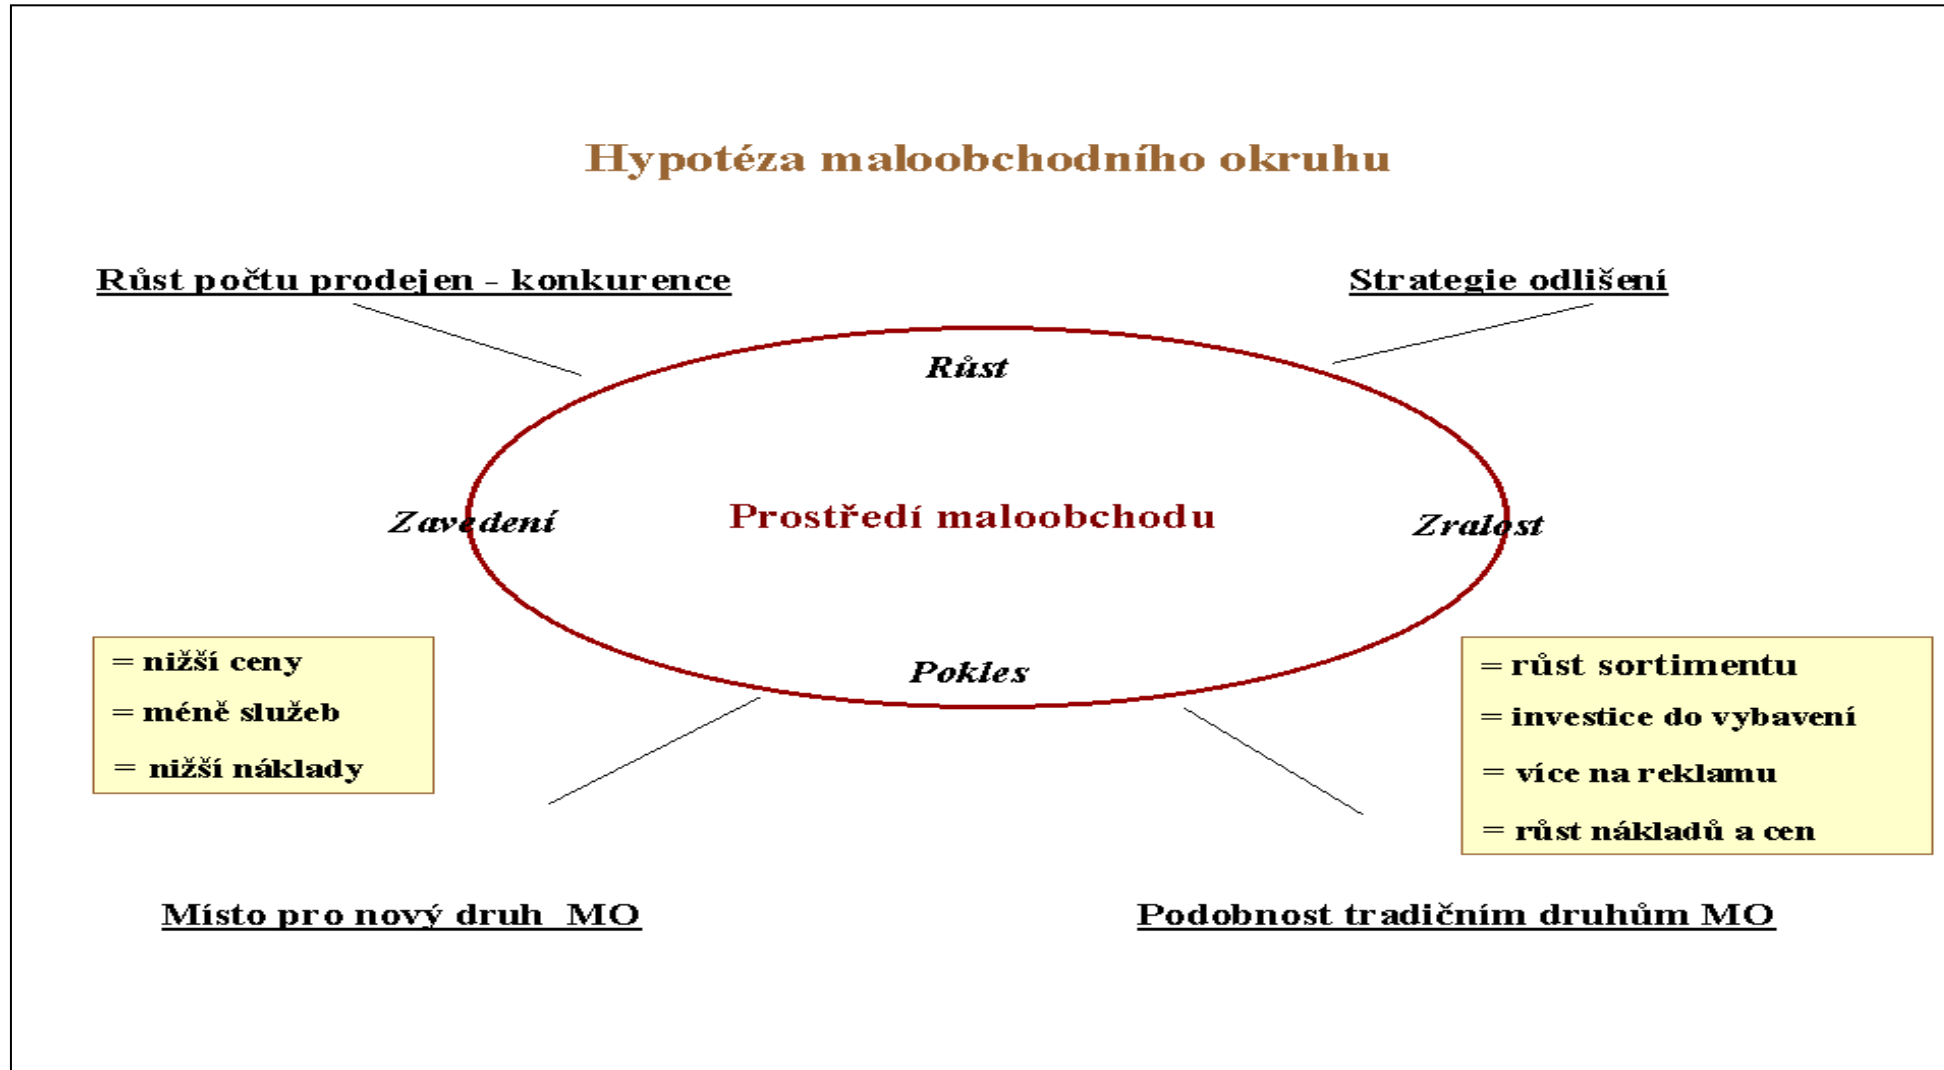 Hypotéza maloobchodního okruhu
Růst počtu prodejen - konkurence
Strategie odlišení
Růst
Zavedení
Prostředí maloobchodu
Zralost
Pokles
= nižší ceny
= méně služeb
= nižší náklady
= růst sortimentu
= investice do vybavení
= více na reklamu
= růst nákladů a cen
Místo pro nový druh MO
Podobnost tradičním druhům MO